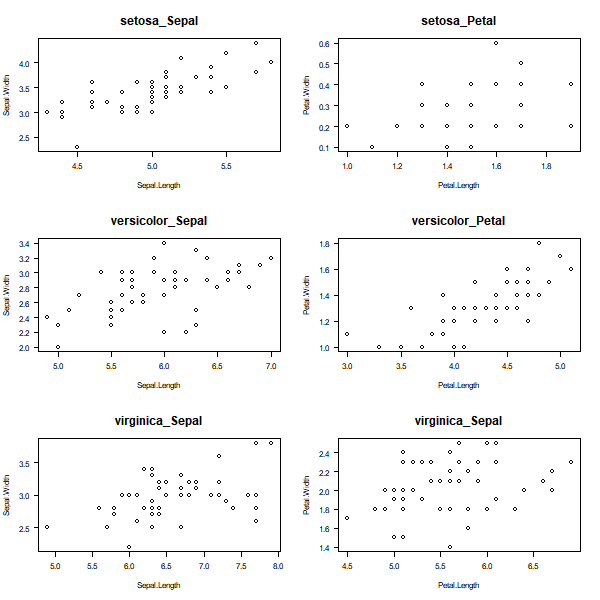 setosa_Sepal
Sepal.Width
4.0
3.5
3.0
2.5
4.5 5.0 5.5
Sepal.Length
setosa_Petal
Petal.Width
0.6
0.5
0.4
0.3
0.2
0.1
1.0 1.2 1.4 1.6 1.8
Petal.Length
versicolor_Sepal
Sepal.Width
3.4
3.2
3.0
2.8
2.6
2.4
2.2
2.0
5.0 5.5 6.0 6.5 7.0
Sepal.Length
versicolor_Petal
Petal.Width
1.8
1.6
1.4
1.2
1.0
3.0 3.5 4.0 4.5 5.0
Petal.Length
virginica_Sepal
Sepal.Width
3.5
3.0
2.5
5.0 5.5 6.0 6.5 7.0 7.5 8.0
Sepal.Length
virginica_Sepal
Petal.Width
2.4
2.2
2.0
1.8
1.6
1.4
4.5 5.0 5.5 6.0 6.5
Petal.Length